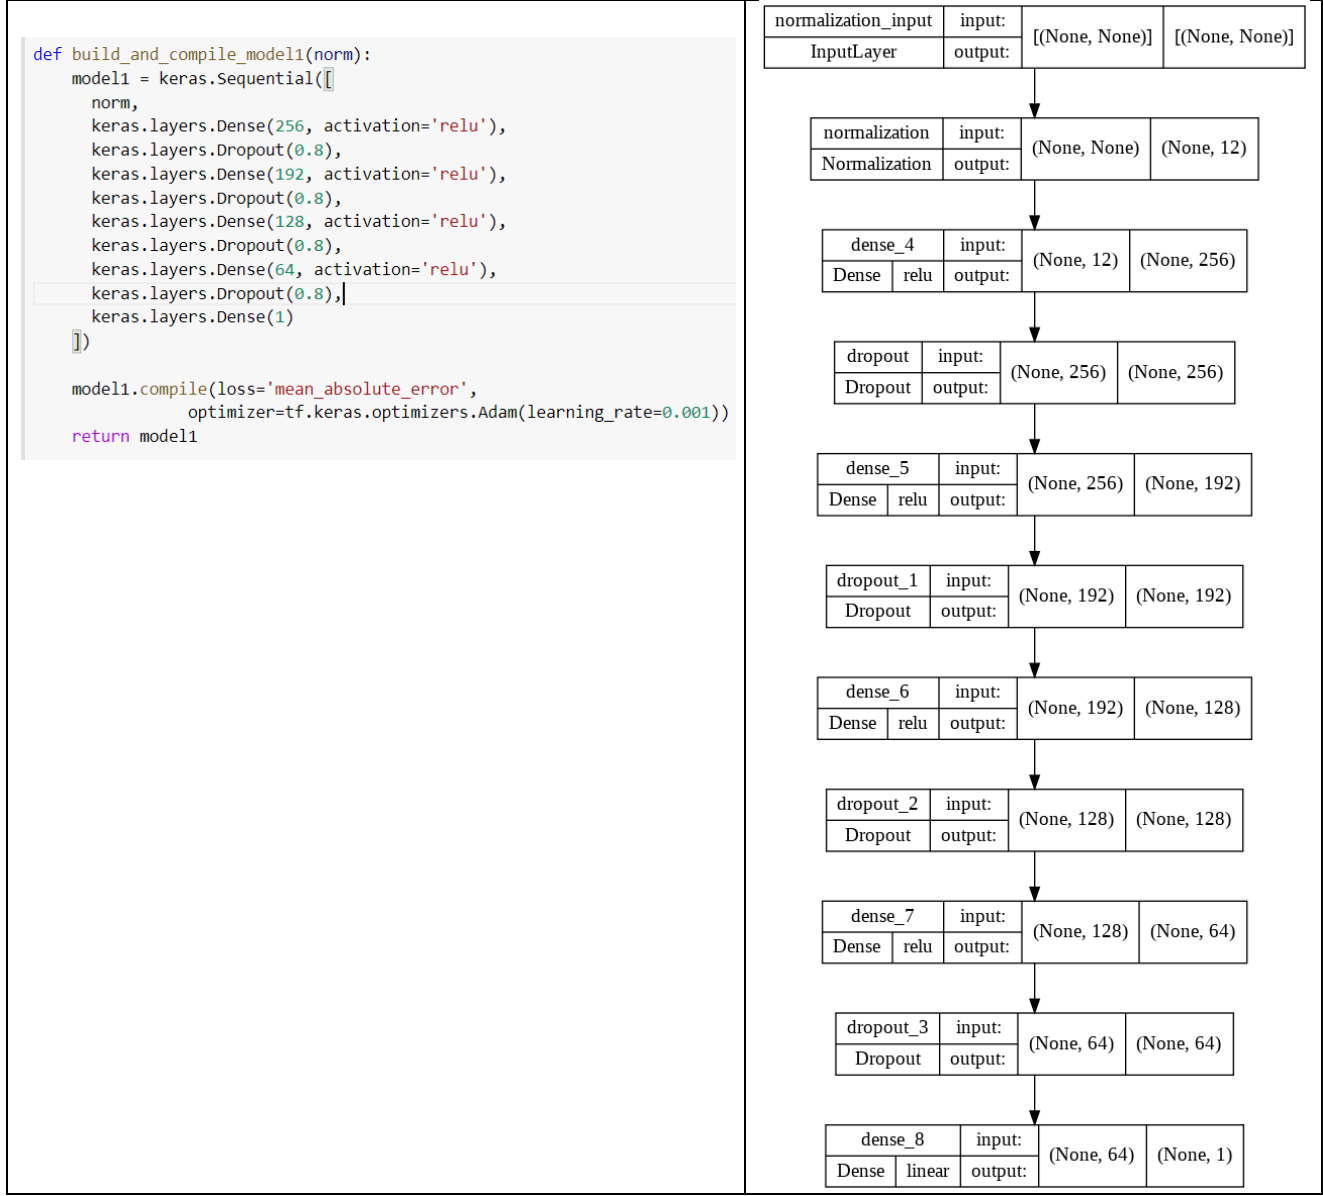 def build_and_compile_model1(norm):
    model1 = keras.Sequential([
      norm,
      keras.layers.Dense(256, activation='relu'),
      keras.layers.Dropout(0.8),
      keras.layers.Dense(192, activation='relu'),
      keras.layers.Dropout(0.8),
      keras.layers.Dense(128, activation='relu'),
      keras.layers.Dropout(0.8),
      keras.layers.Dense(64, activation='relu'),
      keras.layers.Dropout(0.8),
      keras.layers.Dense(1)
    ])

    model1.compile(loss='mean_absolute_error',
                optimizer=tf.keras.optimizers.Adam(learning_rate=0.001))
    return model1
normalization_input input: [(None, None)] [(None, None)]
InputLayer output:
normalization input: (None, None) (None, 12)
Normalization output:
dense_4 input: (None, 12) (None, 256)
Dense relu output:
dropout input: (None, 256) (None, 256)
Dropout output:
dense_5 input: (None, 256) (None, 192)
Dense relu output:
dropout_1 input: (None, 192) (None, 192)
Dropout output:
dense_6 input: (None, 192) (None, 128)
Dense relu output:
dropout_2 input: (None, 128) (None, 128)
Dropout output:
dense_7 input: (None, 128) (None, 64)
Dense relu output:
dropout_3 input: (None, 64) (None, 64)
Dropout output:
dense_8 input: (None, 64) (None, 1)
Dense linear output: